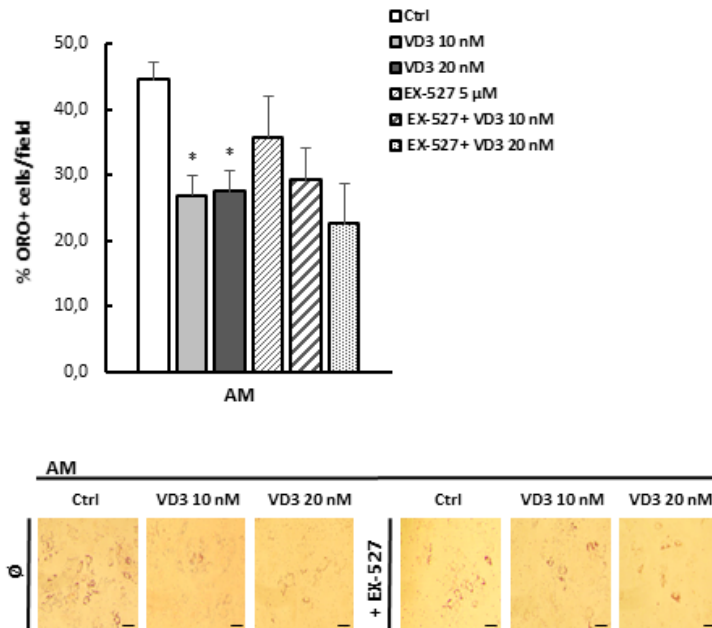 Ctrl
VD3 10 nM
VD3 20 nM
EX-527 5 µM
EX-527 + VD3 10 nM
EX-527 + VD3 20 nM
50,0
40,0
30,0
20,0
10,0
0,0
% ORO+ cells/field
* *
AM
AM
Ctrl VD3 10 nM VD3 20 nM Ctrl VD3 10 nM VD3 20 nM
Ø
+ EX-527